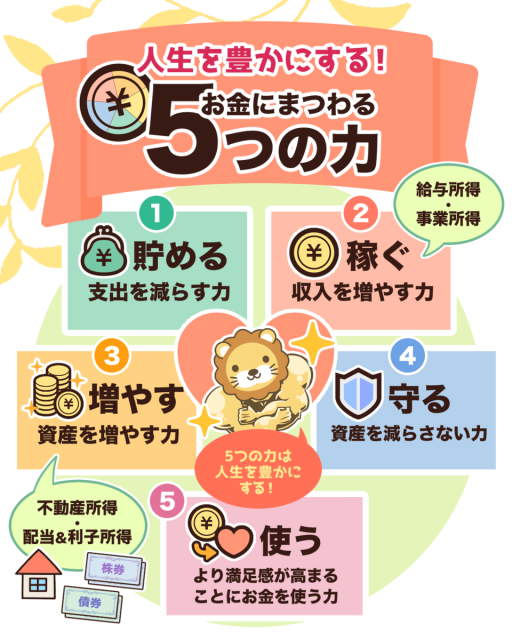 人生を豊かにする!
¥
お金にまつわる
5つの力
1
¥
貯める
支出を減らす力
2
¥
稼ぐ
収入を増やす力
給与所得
・
事業所得
3
¥
増やす
資産を増やす力
4
守る
資産を減らさない力
5つの力は
人生を豊かに
する!
不動産所得
・
配当&利子所得
株券
債券
5
¥
使う
より満足感が高まる
ことにお金を使う力